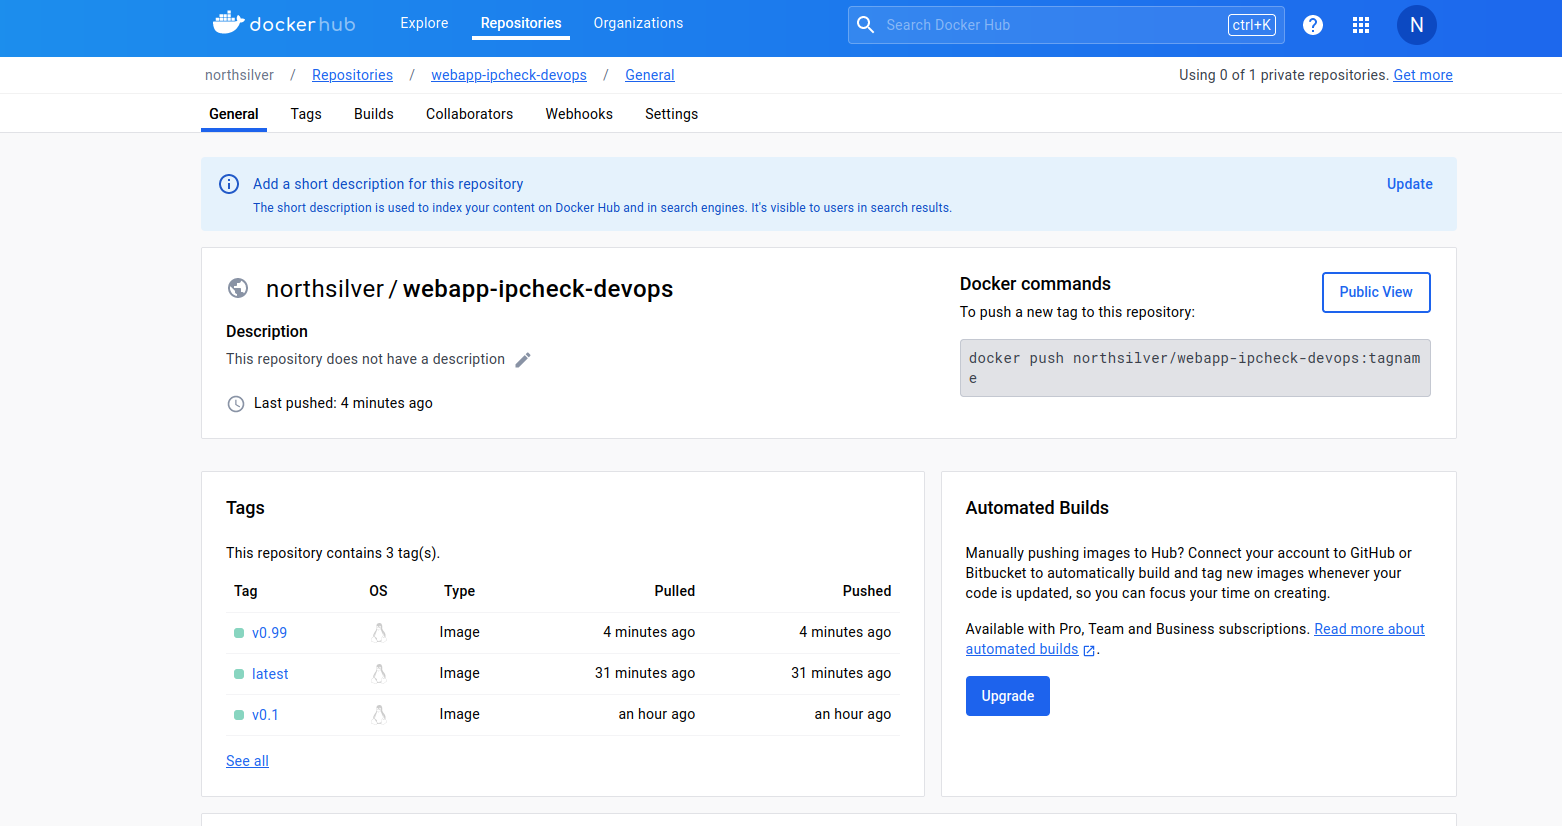 dockerhub Explore Repositories Organizations Search Docker Hub ctrl+K ? N
northsilver / Repositories / webapp-ipcheck-devops / General Using 0 of 1 private repositories. Get more
General Tags Builds Collaborators Webhooks Settings
Add a short description for this repository Update
The short description is used to index your content on Docker Hub and in search engines. It's visible to users in search results.
northsilver / webapp-ipcheck-devops
Description
This repository does not have a description
Last pushed: 4 minutes ago
Docker commands
Public View
To push a new tag to this repository:
docker push northsilver/webapp-ipcheck-devops:tagnam
e
Tags
This repository contains 3 tag(s).
Tag OS Type Pulled Pushed
v0.99 Image 4 minutes ago 4 minutes ago
latest Image 31 minutes ago 31 minutes ago
v0.1 Image an hour ago an hour ago
See all
Automated Builds
Manually pushing images to Hub? Connect your account to GitHub or
Bitbucket to automatically build and tag new images whenever your
code is updated, so you can focus your time on creating.
Available with Pro, Team and Business subscriptions. Read more about
automated builds .
Upgrade